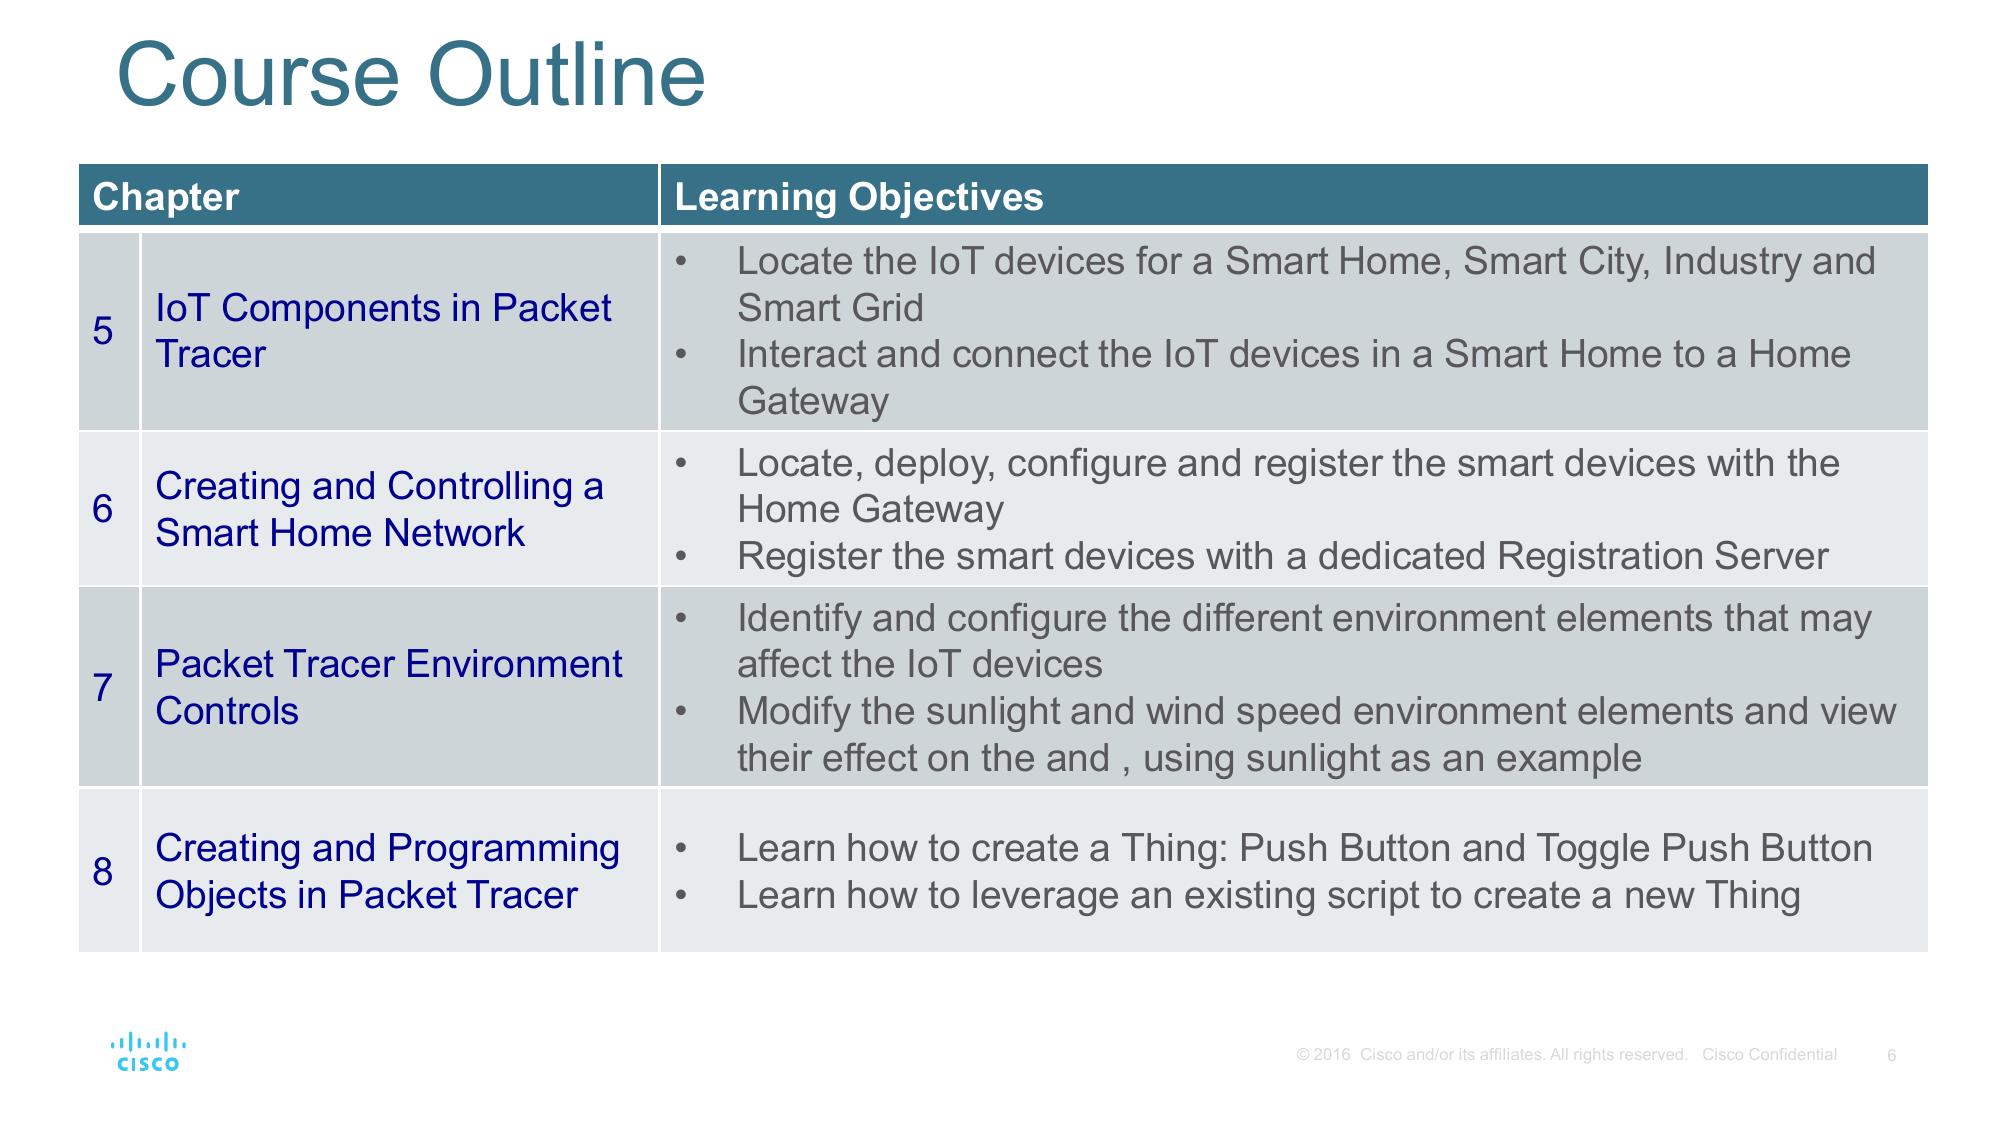 Course Outline
Chapter
Learning Objectives
5
IoT Components in Packet
Tracer
• Locate the IoT devices for a Smart Home, Smart City, Industry and
Smart Grid
• Interact and connect the IoT devices in a Smart Home to a Home
Gateway
6
Creating and Controlling a
Smart Home Network
• Locate, deploy, configure and register the smart devices with the
Home Gateway
• Register the smart devices with a dedicated Registration Server
7
Packet Tracer Environment
Controls
• Identify and configure the different environment elements that may
affect the IoT devices
• Modify the sunlight and wind speed environment elements and view
their effect on the and , using sunlight as an example
8
Creating and Programming
Objects in Packet Tracer
• Learn how to create a Thing: Push Button and Toggle Push Button
• Learn how to leverage an existing script to create a new Thing
CISCO
© 2016 Cisco and/or its affiliates. All rights reserved. Cisco Confidential
6